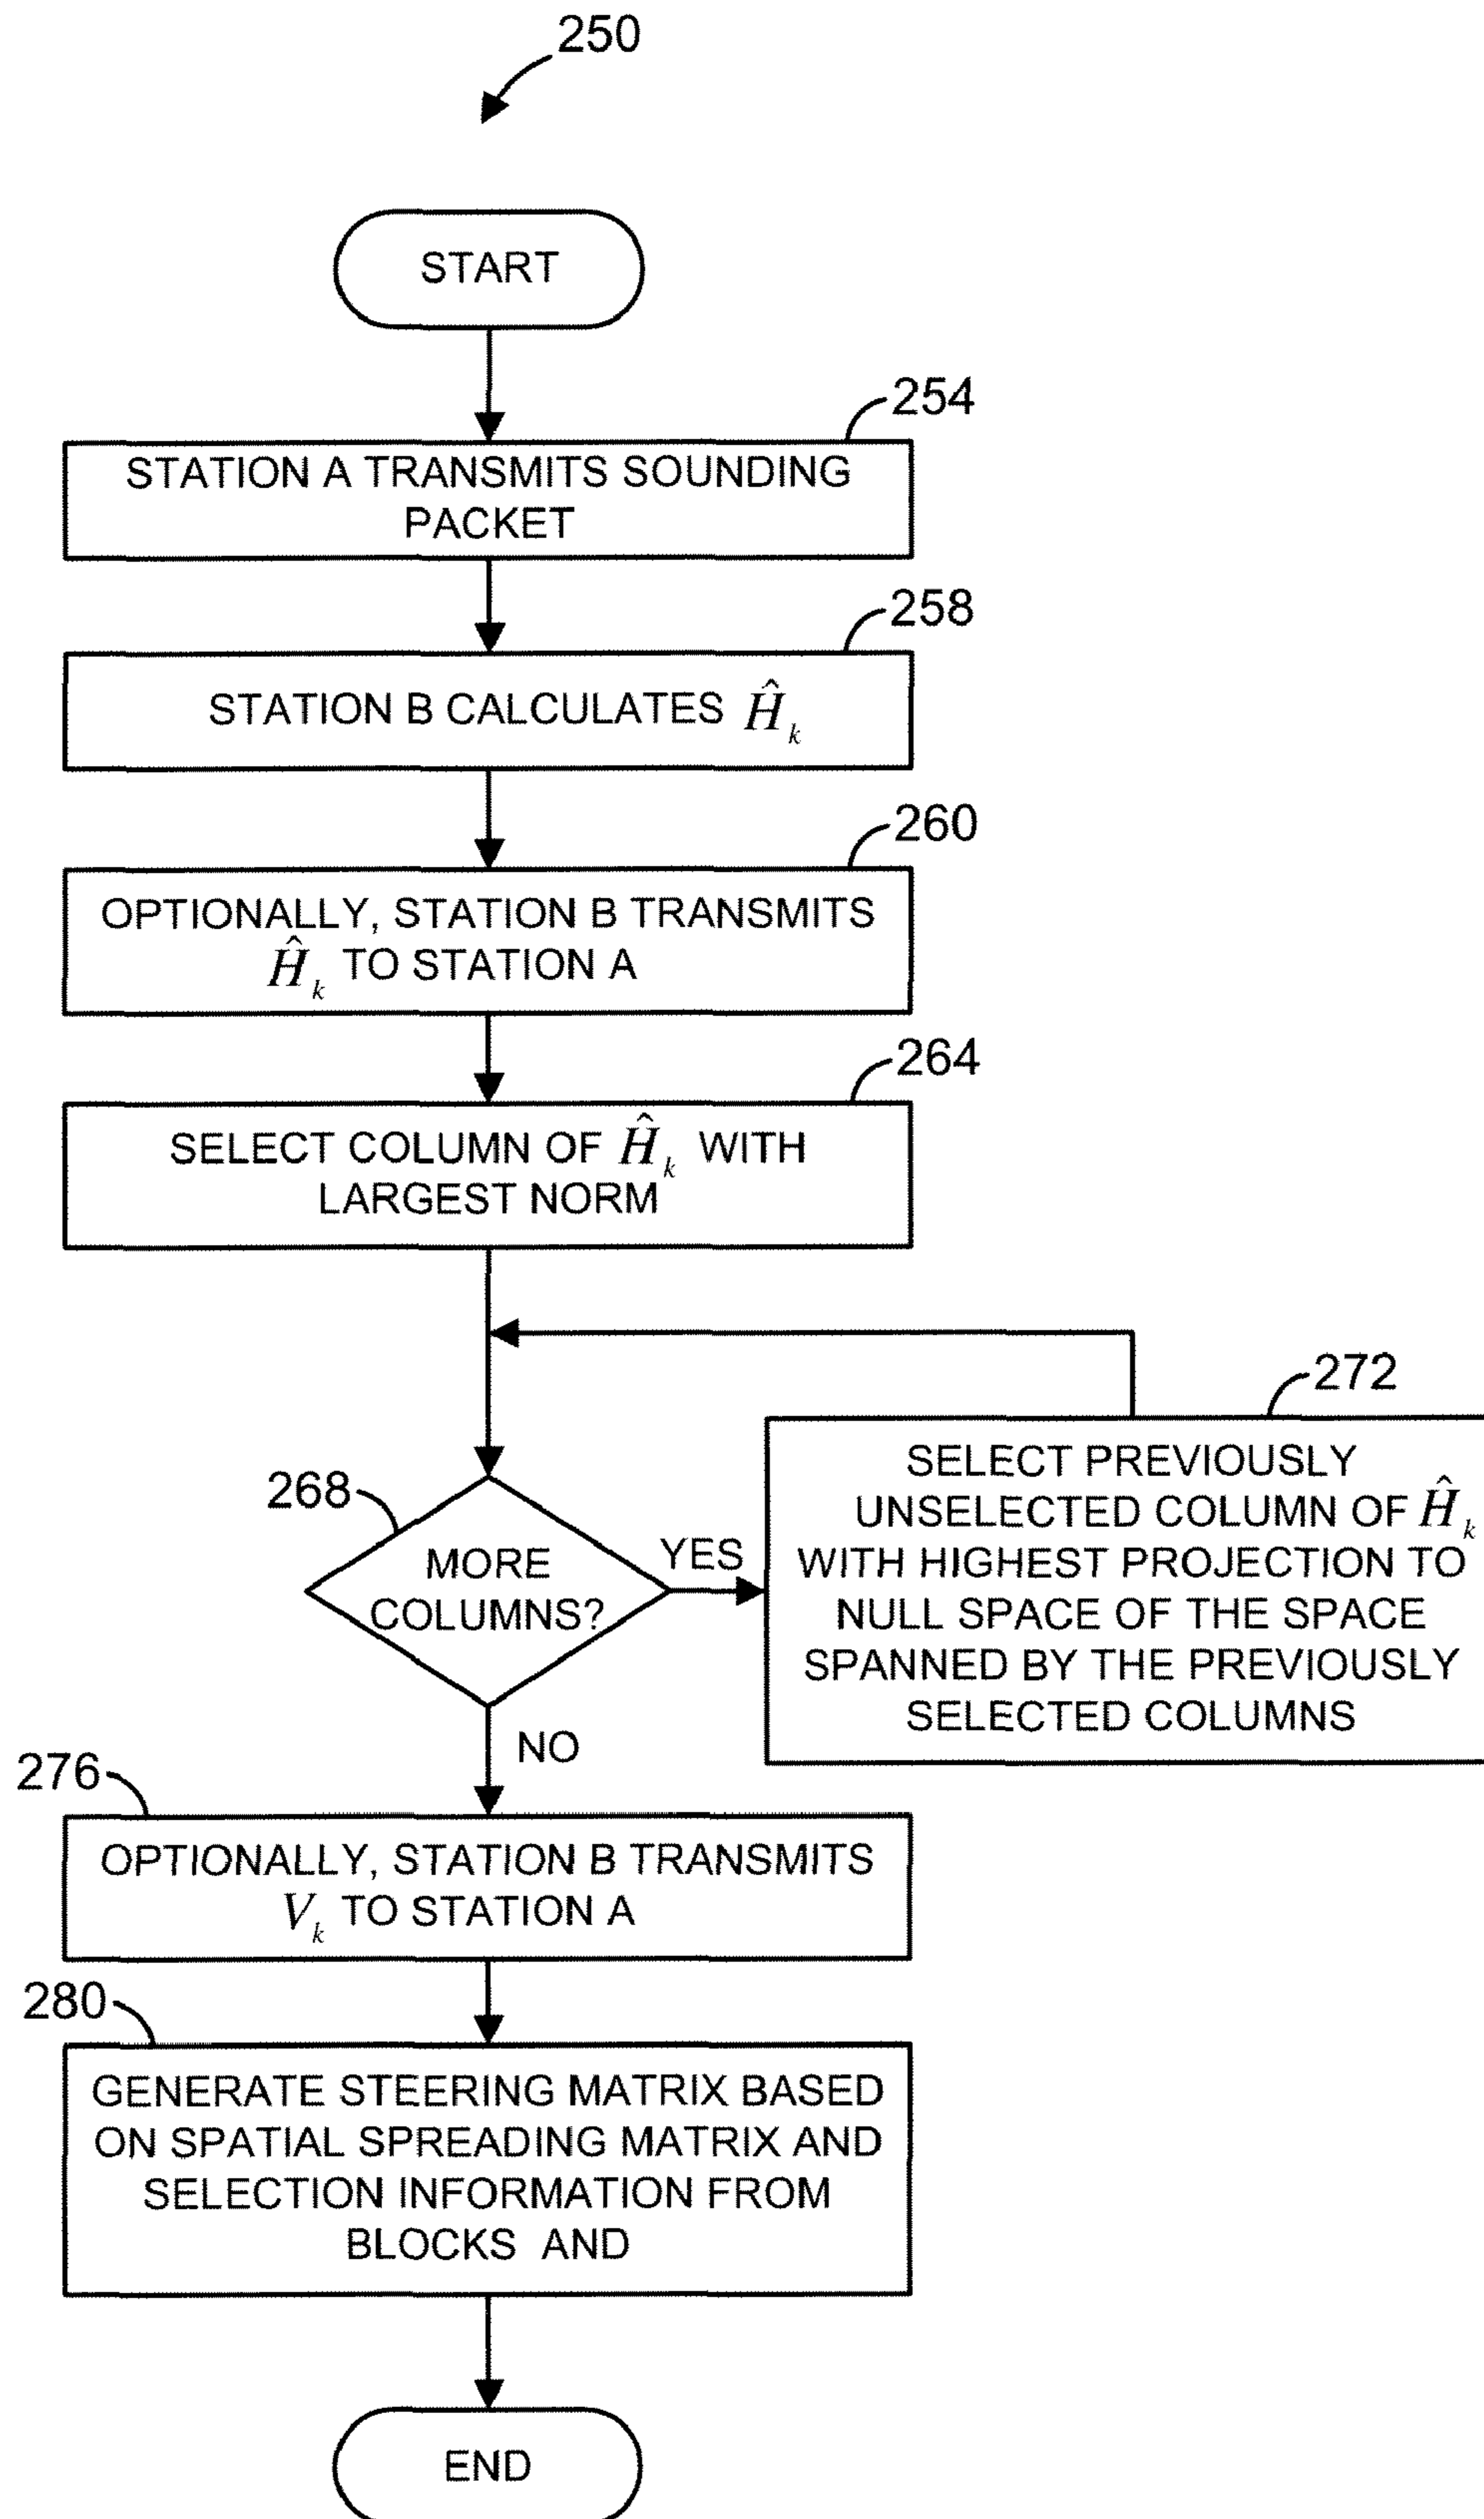 250
START
254
STATION A TRANSMITS SOUNDING
PACKET
258
STATION B CALCULATES Ĥk
260
OPTIONALLY, STATION B TRANSMITS
Ĥk TO STATION A
264
SELECT COLUMN OF Ĥk WITH
LARGEST NORM
272
SELECT PREVIOUSLY
UNSELECTED COLUMN OF Ĥk
WITH HIGHEST PROJECTION TO
NULL SPACE OF THE SPACE
SPANNED BY THE PREVIOUSLY
SELECTED COLUMNS
268
MORE
COLUMNS?
YES
NO
276
OPTIONALLY, STATION B TRANSMITS
Vk TO STATION A
280
GENERATE STEERING MATRIX BASED
ON SPATIAL SPREADING MATRIX AND
SELECTION INFORMATION FROM
BLOCKS AND
END